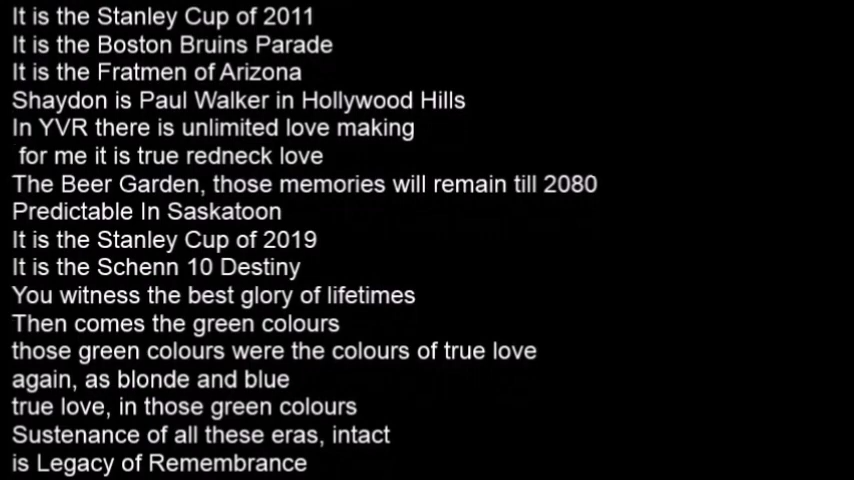 It is the Stanley Cup of 2011
It is the Boston Bruins Parade
It is the Fratmen of Arizona
Shaydon is Paul Walker in Hollywood Hills
In YVR there is unlimited love making
for me it is true redneck love
The Beer Garden, those memories will remain till 2080
Predictable In Saskatoon
It is the Stanley Cup of 2019
It is the Schenn 10 Destiny
You witness the best glory of lifetimes
Then comes the green colours
those green colours were the colours of true love
again, as blonde and blue
true love, in those green colours
Sustenance of all these eras, intact
is Legacy of Remembrance